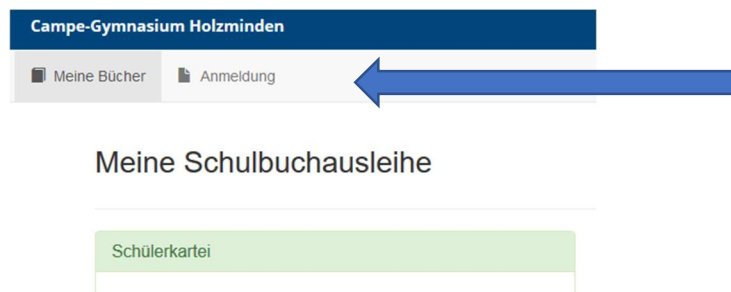 Campe-Gymnasium Holzminden
Meine Bücher Anmeldung
Meine Schulbuchausleihe
Schülerkartei